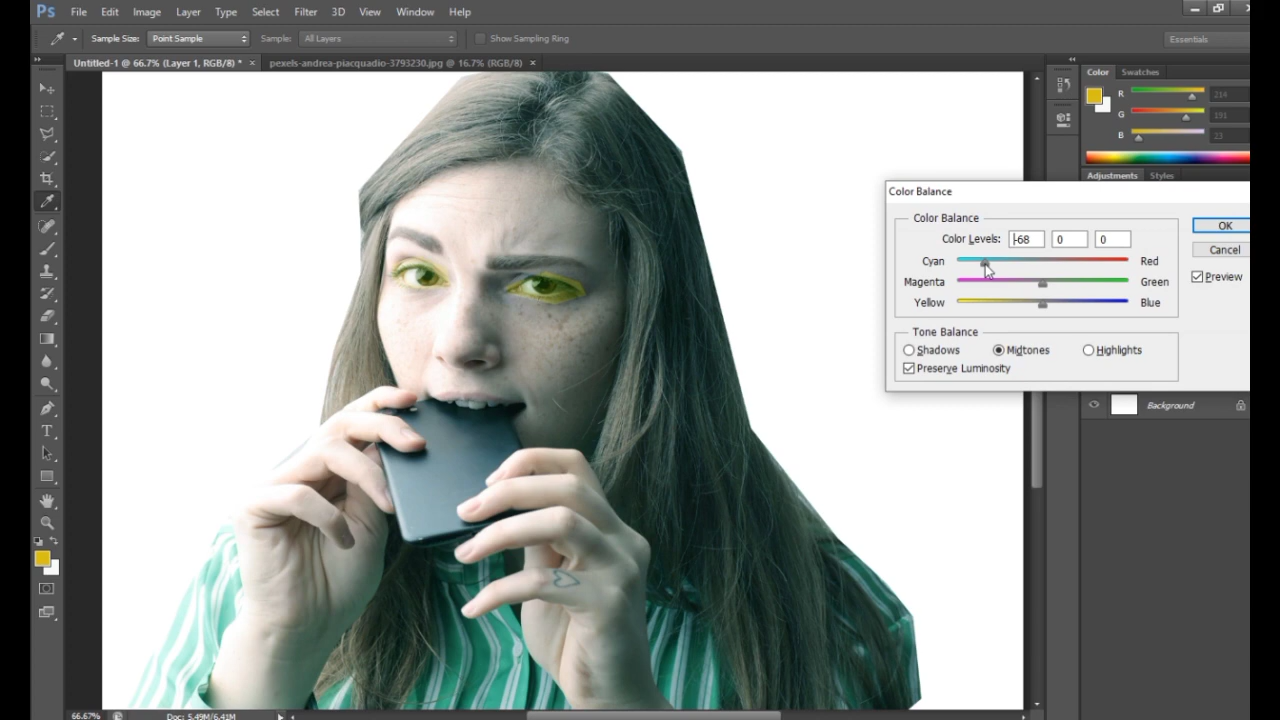 Ps File Edit Image Layer Type Select Filter 3D View Window Help
Sample Size: Point Sample Sample: All Layers Show Sampling Ring Essentials
Untitled-1 @ 66.7% (Layer 1, RGB/8) * × pexels-andrea-piacquadio-3793230.jpg @ 16.7% (RGB/8) ×
Color Swatches
R 214
G 191
B 23
Adjustments Styles
Color Balance
Color Balance
Color Levels: -68 0 0
OK
Cyan Red
Cancel
Magenta Green
Preview
Yellow Blue
Tone Balance
Shadows Midtones Highlights
Preserve Luminosity
Background
T
66.67% Doc: 5.49M/6.41M